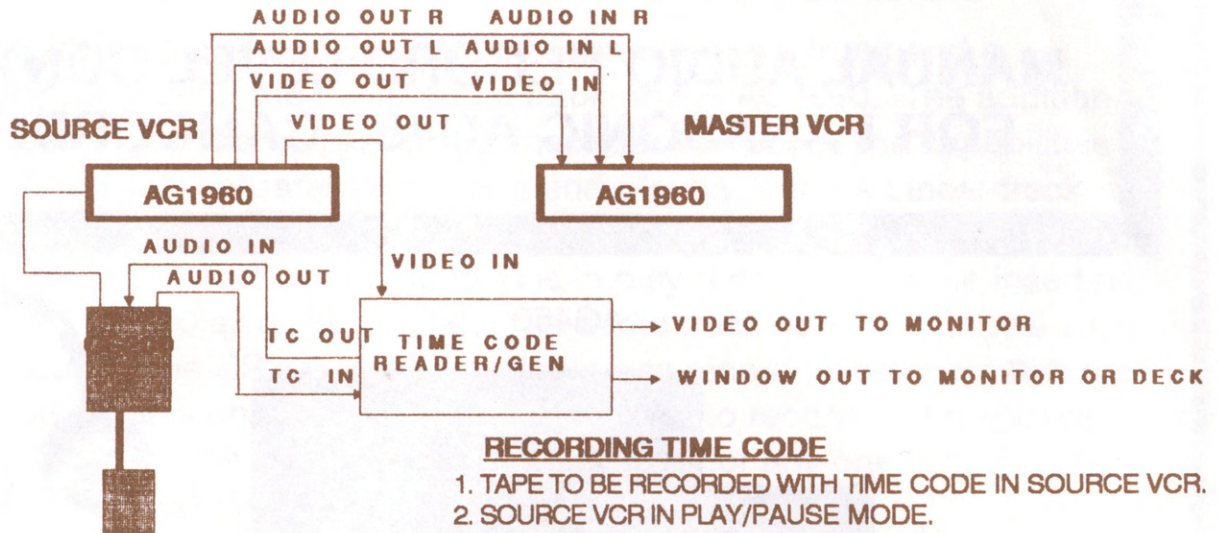 AUDIO OUT R AUDIO IN R
AUDIO OUT L AUDIO IN L
VIDEO OUT VIDEO IN
VIDEO OUT
SOURCE VCR MASTER VCR
AG1960 AG1960
AUDIO IN
AUDIO OUT
VIDEO IN
TC OUT
TIME CODE
READER/GEN
TC IN
VIDEO OUT TO MONITOR
WINDOW OUT TO MONITOR OR DECK
RECORDING TIME CODE
1. TAPE TO BE RECORDED WITH TIME CODE IN SOURCE VCR.
2. SOURCE VCR IN PLAY/PAUSE MODE.